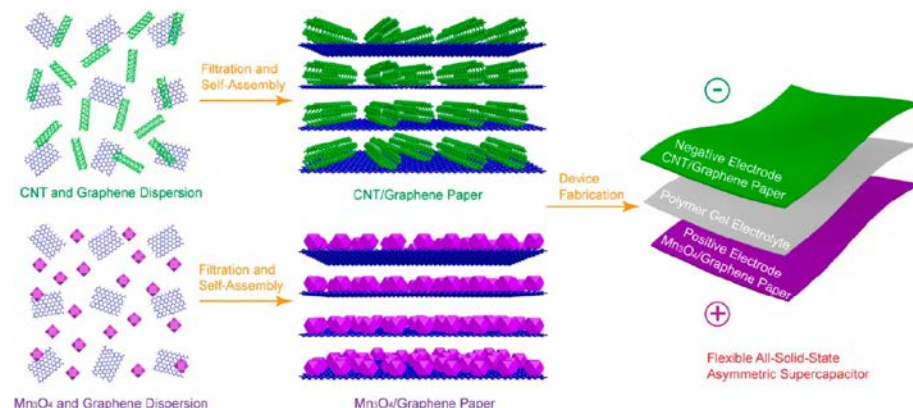 Filtration and
Self-Assembly
CNT and Graphene Dispersion
CNT/Graphene Paper
Filtration and
Self-Assembly
Mn₃O₄ and Graphene Dispersion
Mn₃O₄/Graphene Paper
Device
Fabrication
−
Negative Electrode
CNT/Graphene Paper
Polymer Gel Electrolyte
Positive Electrode
Mn₃O₄/Graphene Paper
+
Flexible All-Solid-State
Asymmetric Supercapacitor